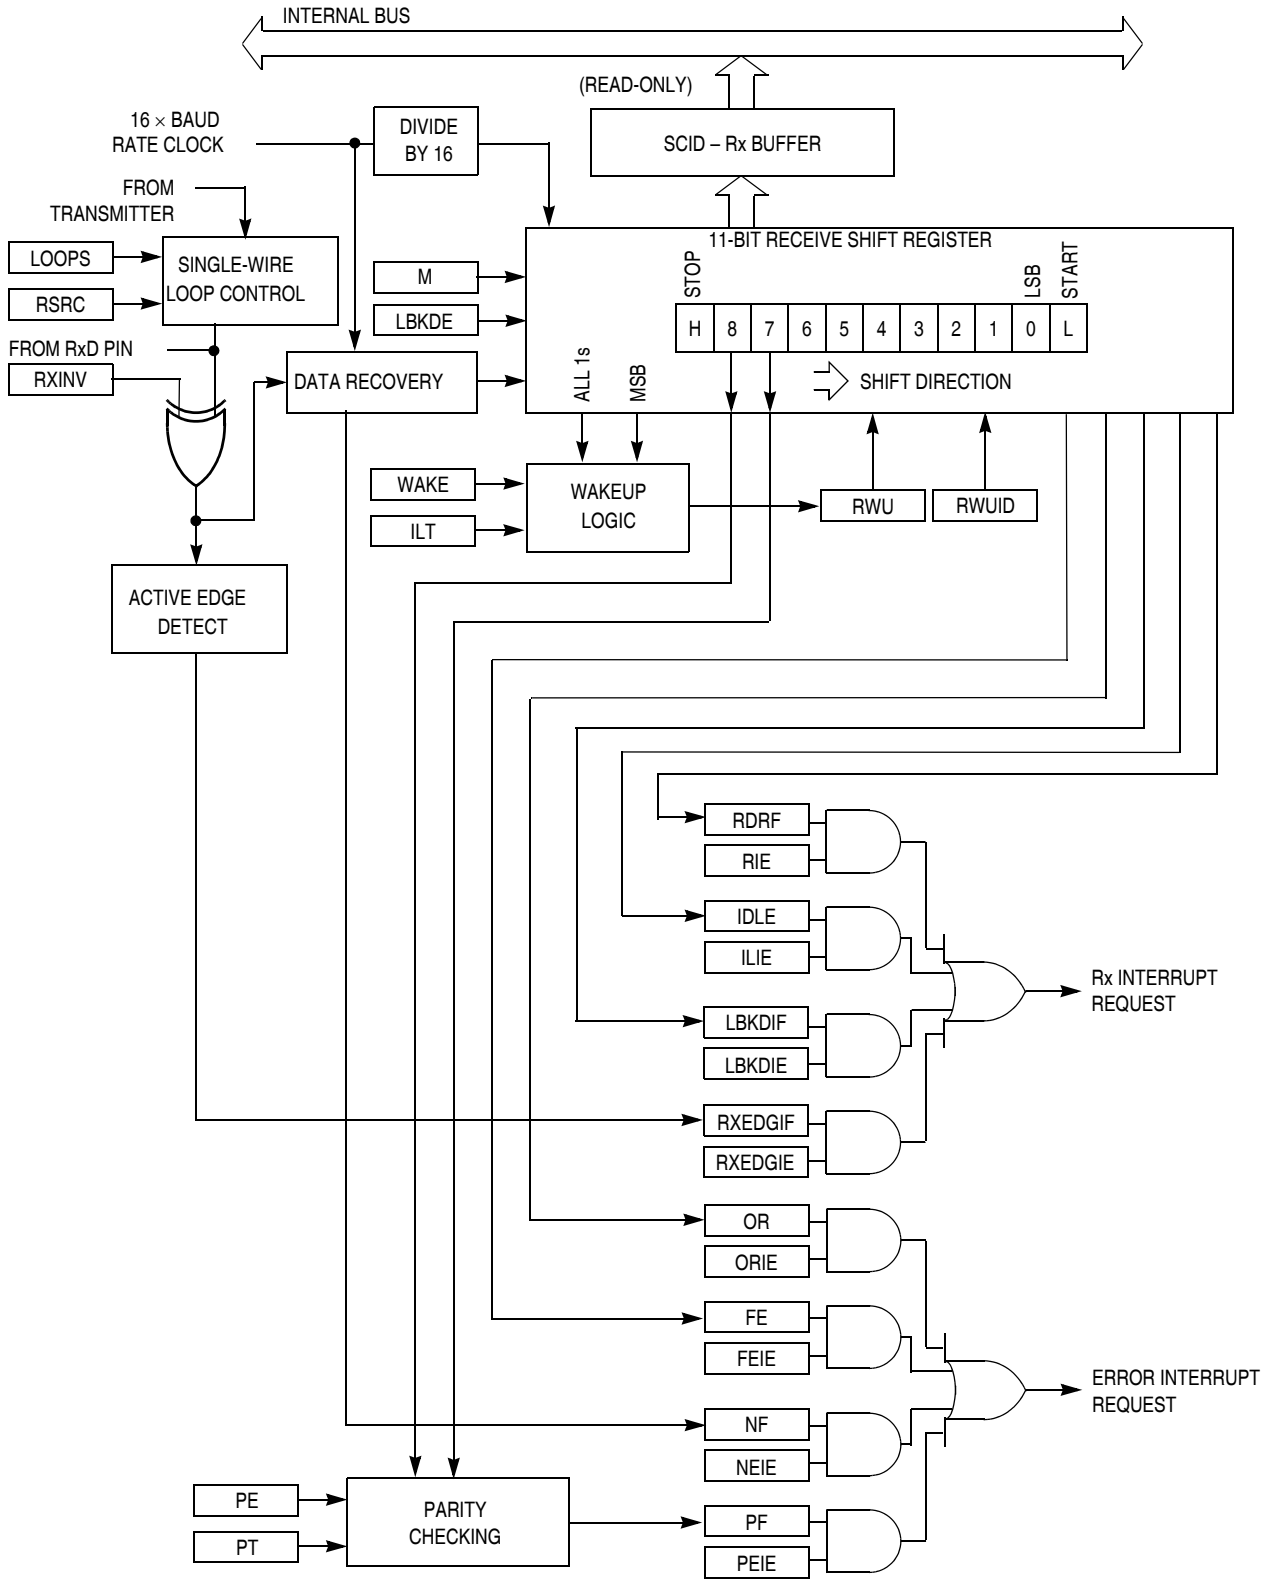 INTERNAL BUS
(READ-ONLY)
16 × BAUD
RATE CLOCK
DIVIDE
BY 16
SCID – Rx BUFFER
FROM
TRANSMITTER
11-BIT RECEIVE SHIFT REGISTER
LOOPS
RSRC
SINGLE-WIRE
LOOP CONTROL
M
LBKDE
STOP
LSB
START
H 8 7 6 5 4 3 2 1 0 L
FROM RxD PIN
RXINV
DATA RECOVERY
ALL 1s
MSB
SHIFT DIRECTION
WAKE
ILT
WAKEUP
LOGIC
RWU
RWUID
ACTIVE EDGE
DETECT
RDRF
RIE
IDLE
ILIE
Rx INTERRUPT
REQUEST
LBKDIF
LBKDIE
RXEDGIF
RXEDGIE
OR
ORIE
FE
FEIE
ERROR INTERRUPT
REQUEST
NF
NEIE
PE
PT
PARITY
CHECKING
PF
PEIE